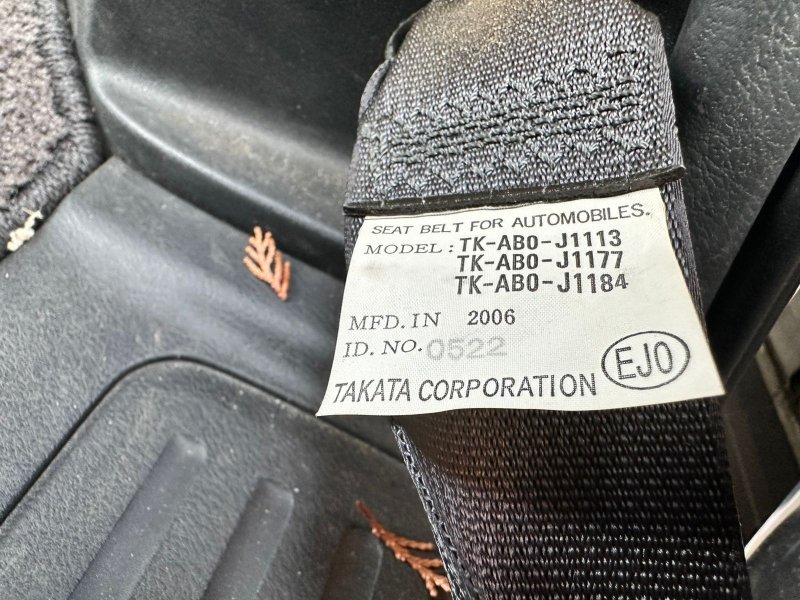 SEAT BELT FOR AUTOMOBILES.
MODEL: TK-AB0-J1113
TK-AB0-J1177
TK-AB0-J1184
MFD. IN 2006
ID. NO. 0522
EJO
TAKATA CORPORATION